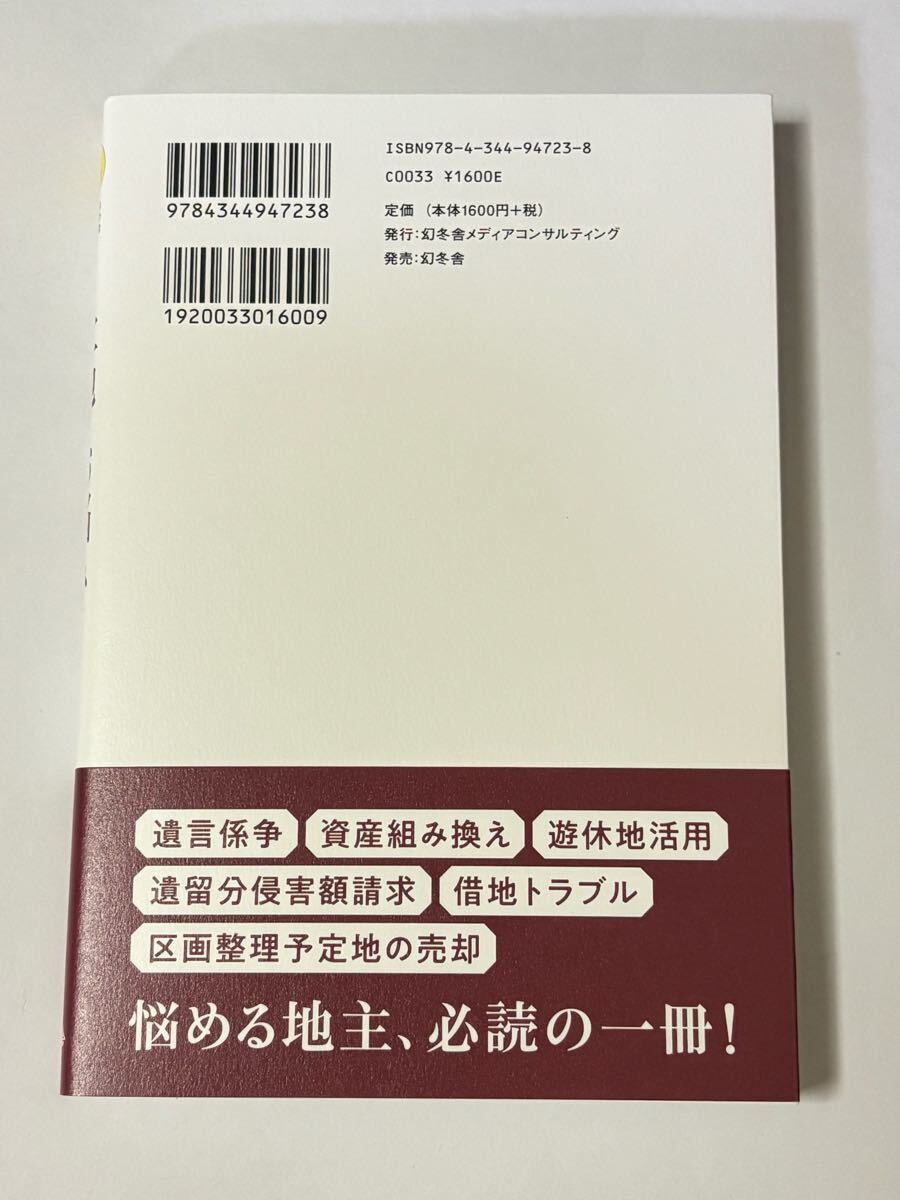 9784344947238
1920033016009
ISBN978-4-344-94723-8
C0033 ¥1600E
定価 （本体1600円＋税）
発行：幻冬舎メディアコンサルティング
発売：幻冬舎
遺言係争 資産組み換え 遊休地活用
遺留分侵害額請求 借地トラブル
区画整理予定地の売却
悩める地主、必読の一冊！